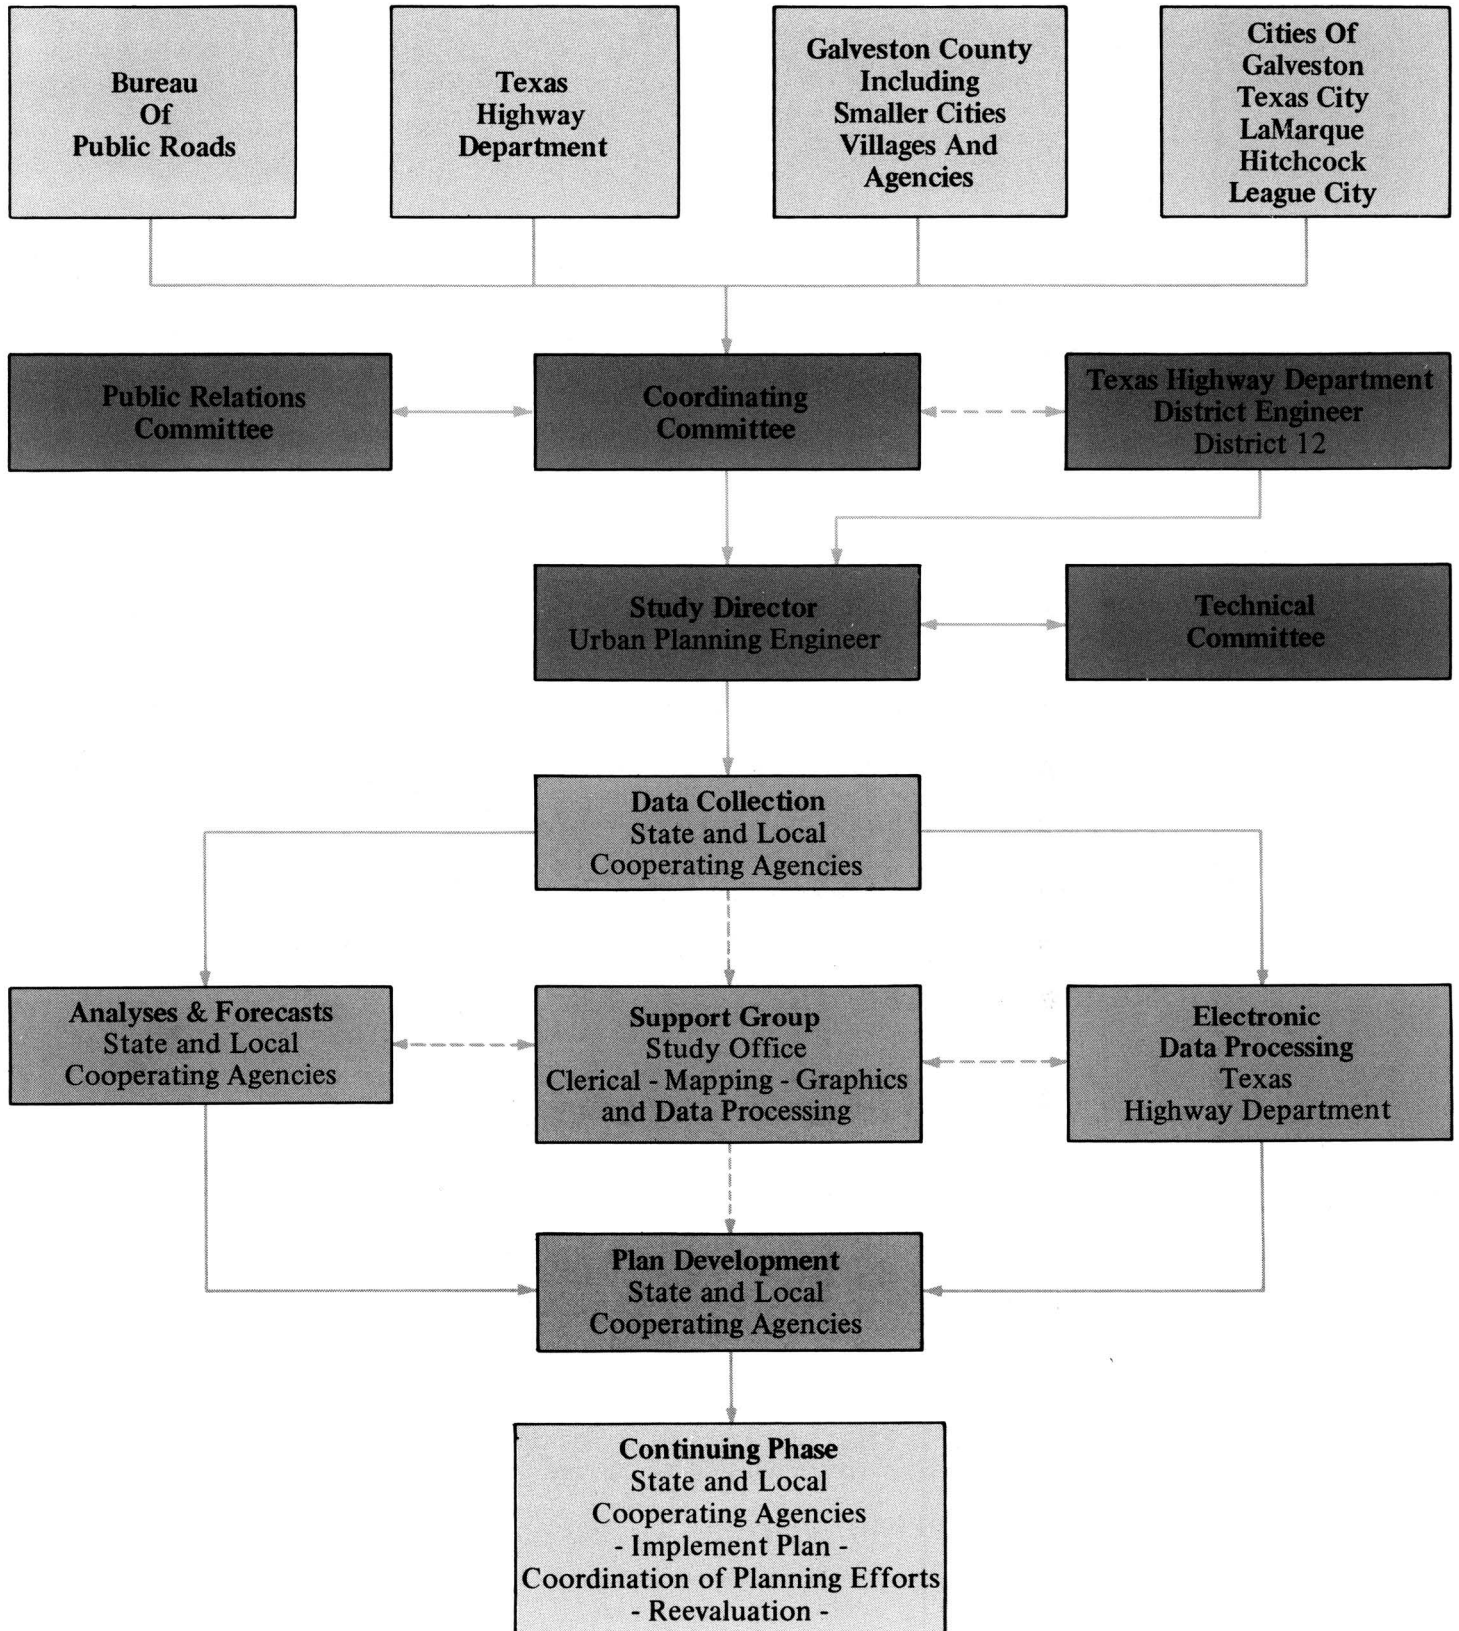 Bureau
Of
Public Roads
Texas
Highway
Department
Galveston County
Including
Smaller Cities
Villages And
Agencies
Cities Of
Galveston
Texas City
LaMarque
Hitchcock
League City
Public Relations
Committee
Coordinating
Committee
Texas Highway Department
District Engineer
District 12
Study Director
Urban Planning Engineer
Technical
Committee
Data Collection
State and Local
Cooperating Agencies
Analyses & Forecasts
State and Local
Cooperating Agencies
Support Group
Study Office
Clerical - Mapping - Graphics
and Data Processing
Electronic
Data Processing
Texas
Highway Department
Plan Development
State and Local
Cooperating Agencies
Continuing Phase
State and Local
Cooperating Agencies
- Implement Plan -
Coordination of Planning Efforts
- Reevaluation -